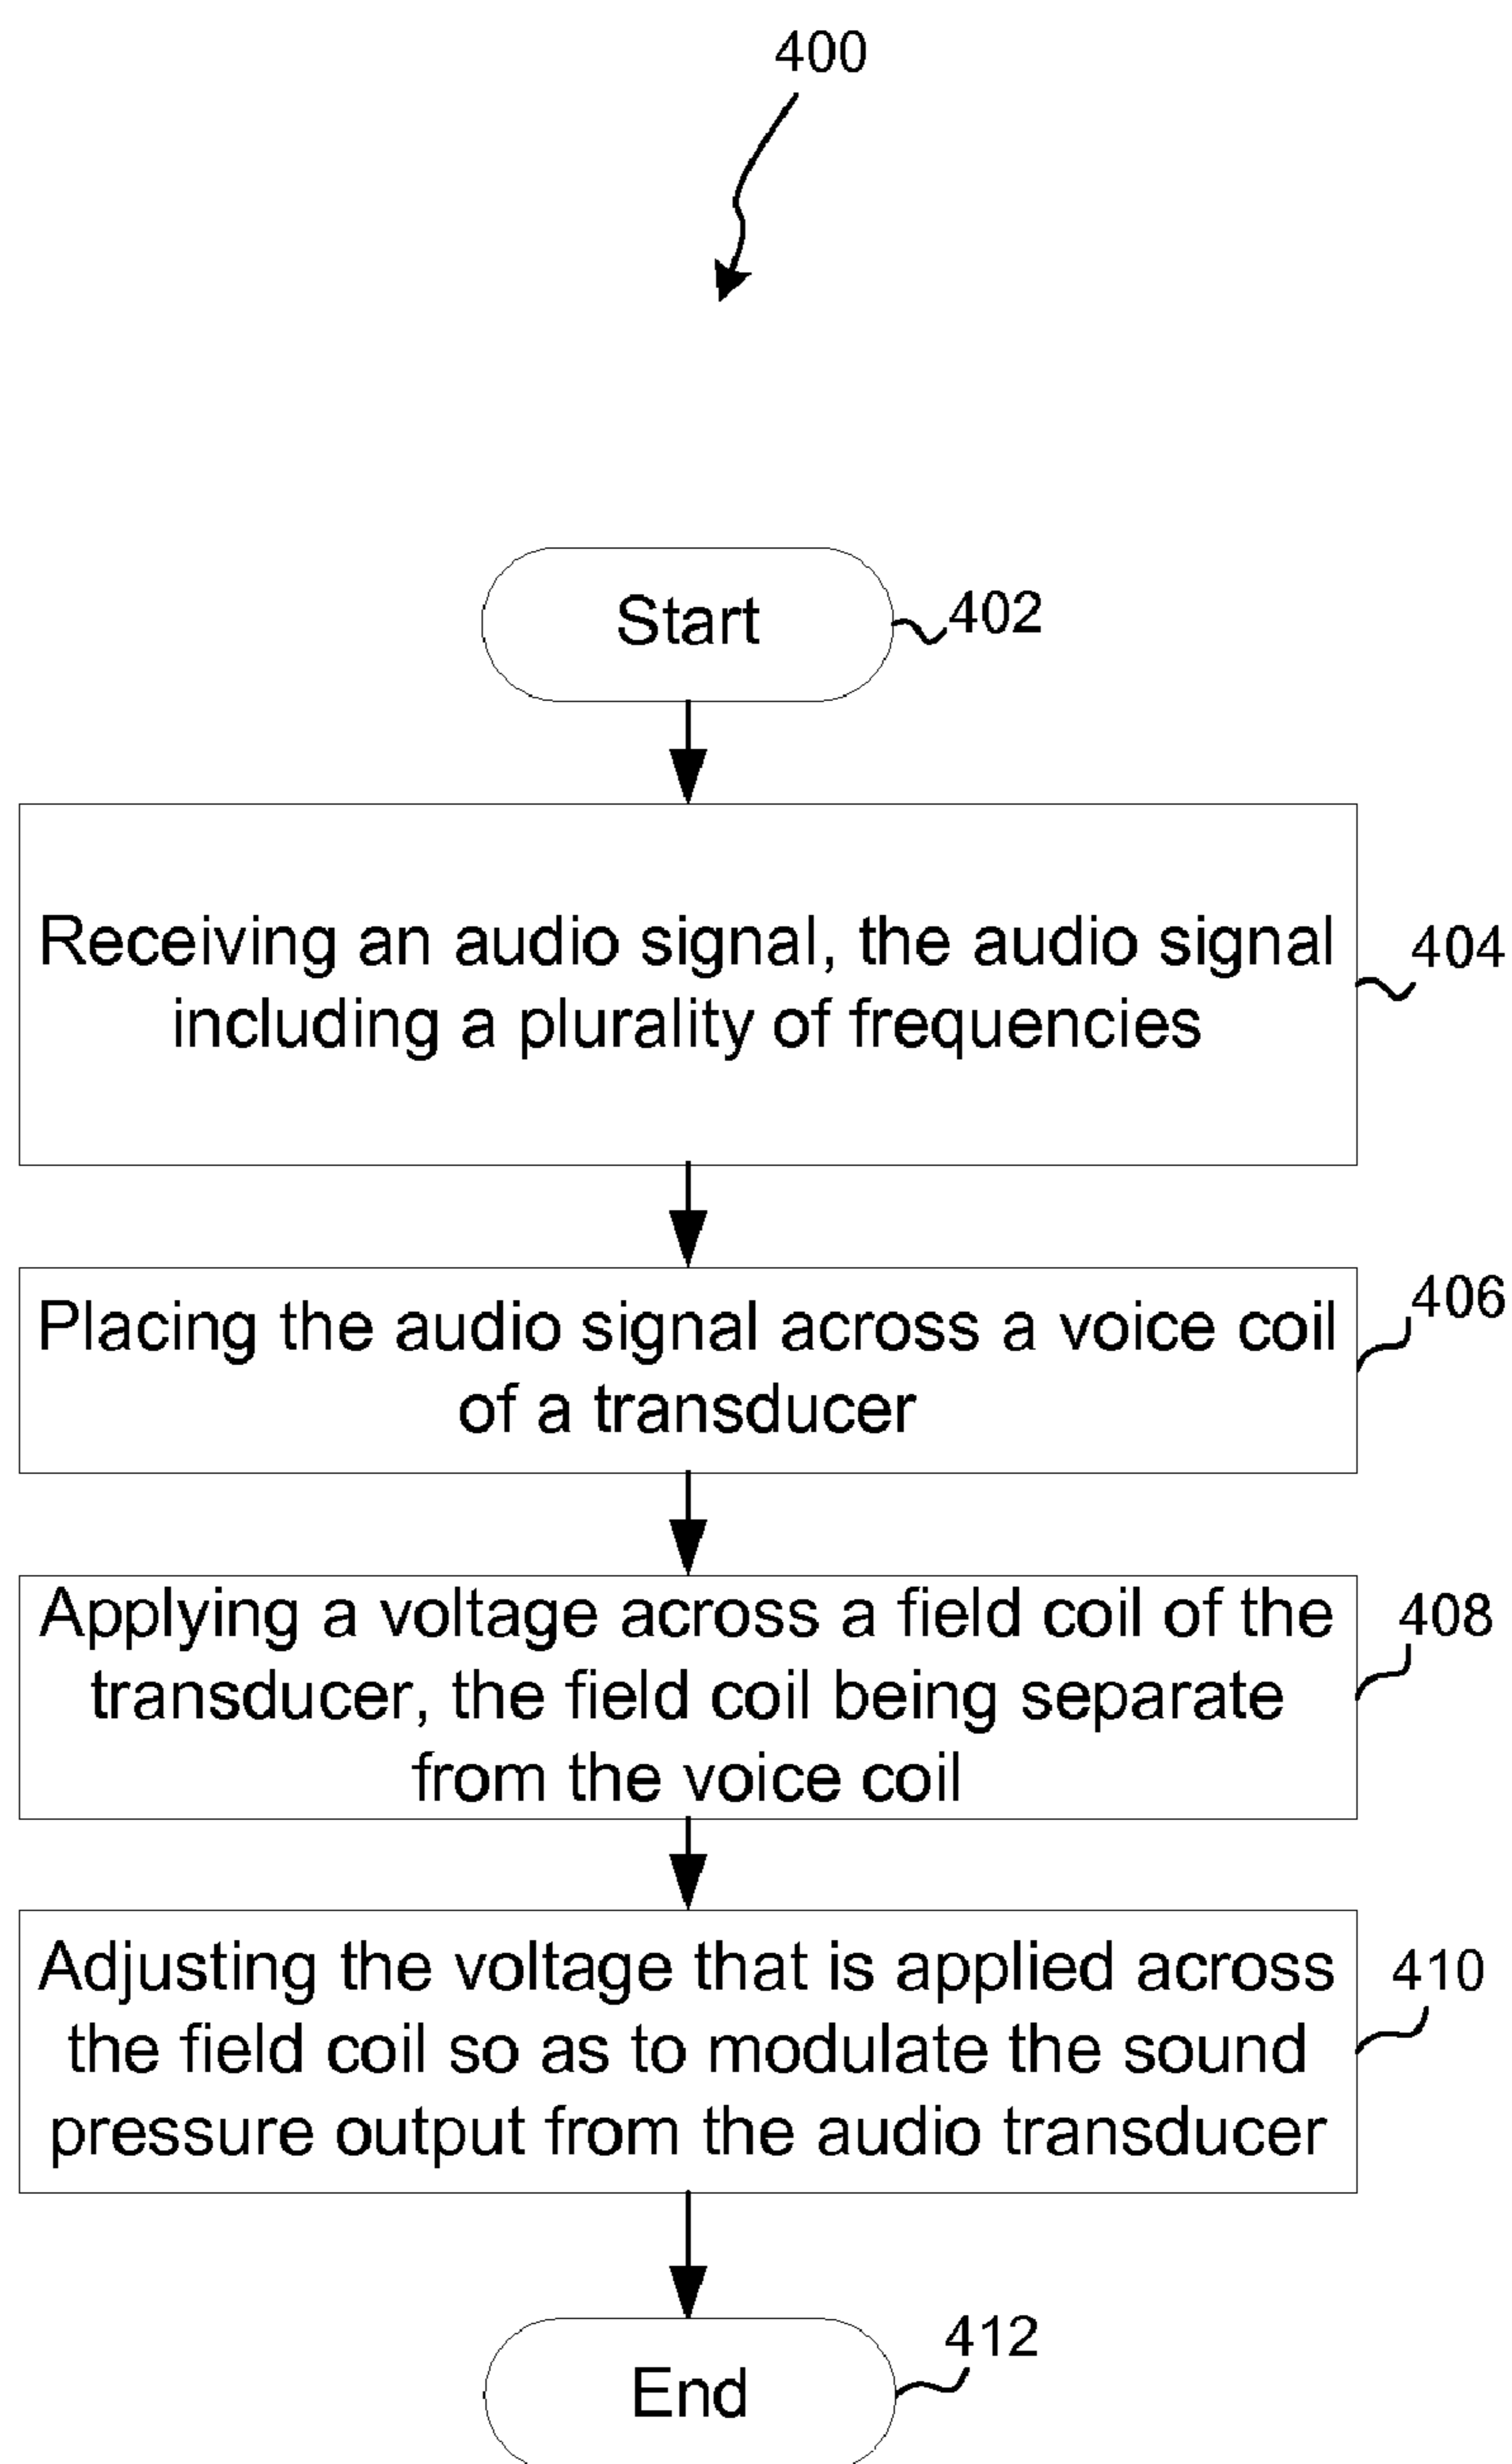 400
Start
402
Receiving an audio signal, the audio signal
including a plurality of frequencies
404
Placing the audio signal across a voice coil
of a transducer
406
Applying a voltage across a field coil of the
transducer, the field coil being separate
from the voice coil
408
Adjusting the voltage that is applied across
the field coil so as to modulate the sound
pressure output from the audio transducer
410
End
412